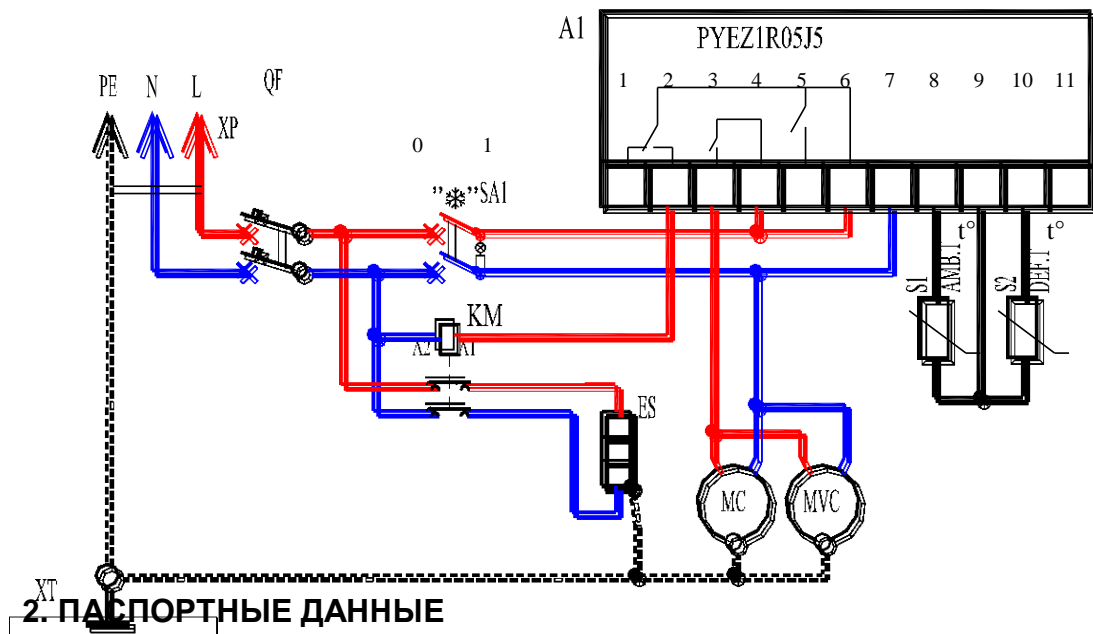 A1 PYEZ1R05J5
1 2 3 4 5 6 7 8 9 10 11
PE N L QF
XP
0 1
”❄”SA1
t° t°
S1 AMB.T
S2 DEF.T
KM
A2 A1
ES
MC MVC
XT
2. ПАСПОРТНЫЕ ДАННЫЕ